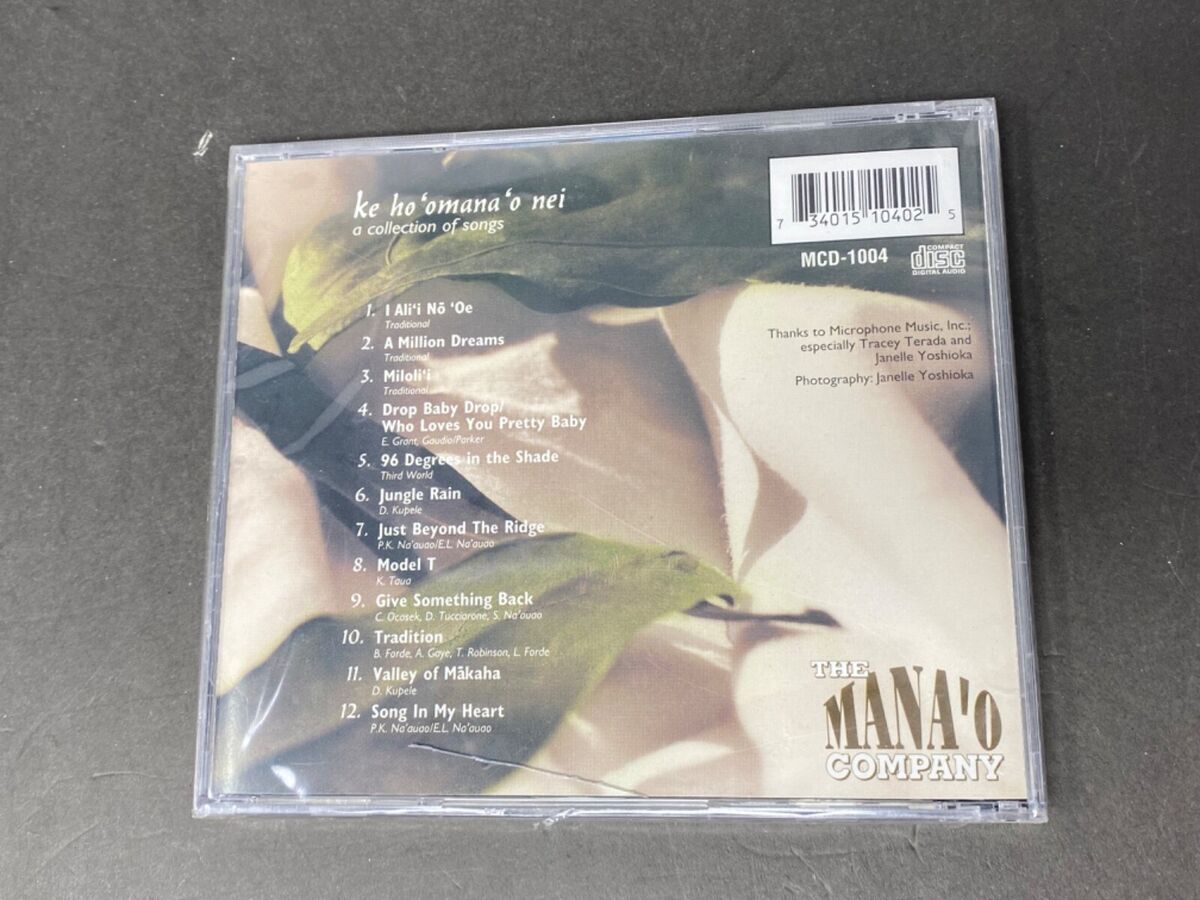 ke ho‘omana‘o nei
a collection of songs
7 34015 10402 5
MCD-1004
COMPACT
disc
DIGITAL AUDIO
1. I Ali‘i Nō ‘Oe
Traditional
2. A Million Dreams
Traditional
3. Miloli‘i
Traditional
4. Drop Baby Drop/
Who Loves You Pretty Baby
E. Grant, Gaudio/Parker
5. 96 Degrees in the Shade
Third World
6. Jungle Rain
D. Kupele
7. Just Beyond The Ridge
P.K. Na'auao/E.L. Na'auao
8. Model T
K. Taua
9. Give Something Back
C. Ocasek, D. Tucciarone, S. Na'auao
10. Tradition
B. Forde, A. Gaye, T. Robinson, L. Forde
11. Valley of Mākaha
D. Kupele
12. Song In My Heart
P.K. Na'auao/E.L. Na'auao
Thanks to Microphone Music, Inc.;
especially Tracey Terada and
Janelle Yoshioka
Photography: Janelle Yoshioka
THE
MANA'O
COMPANY